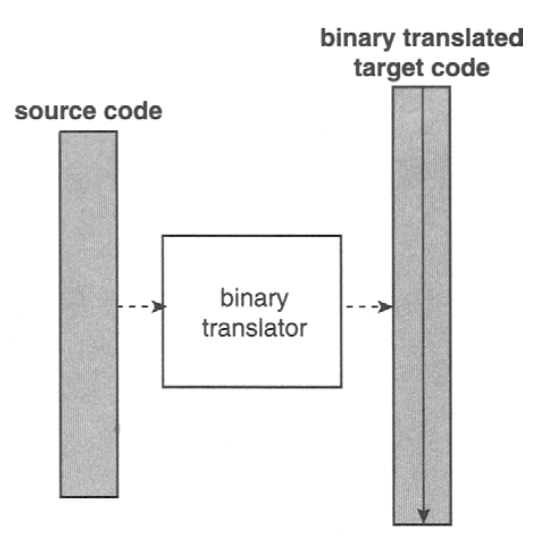 binary translated
target code
source code
binary
translator